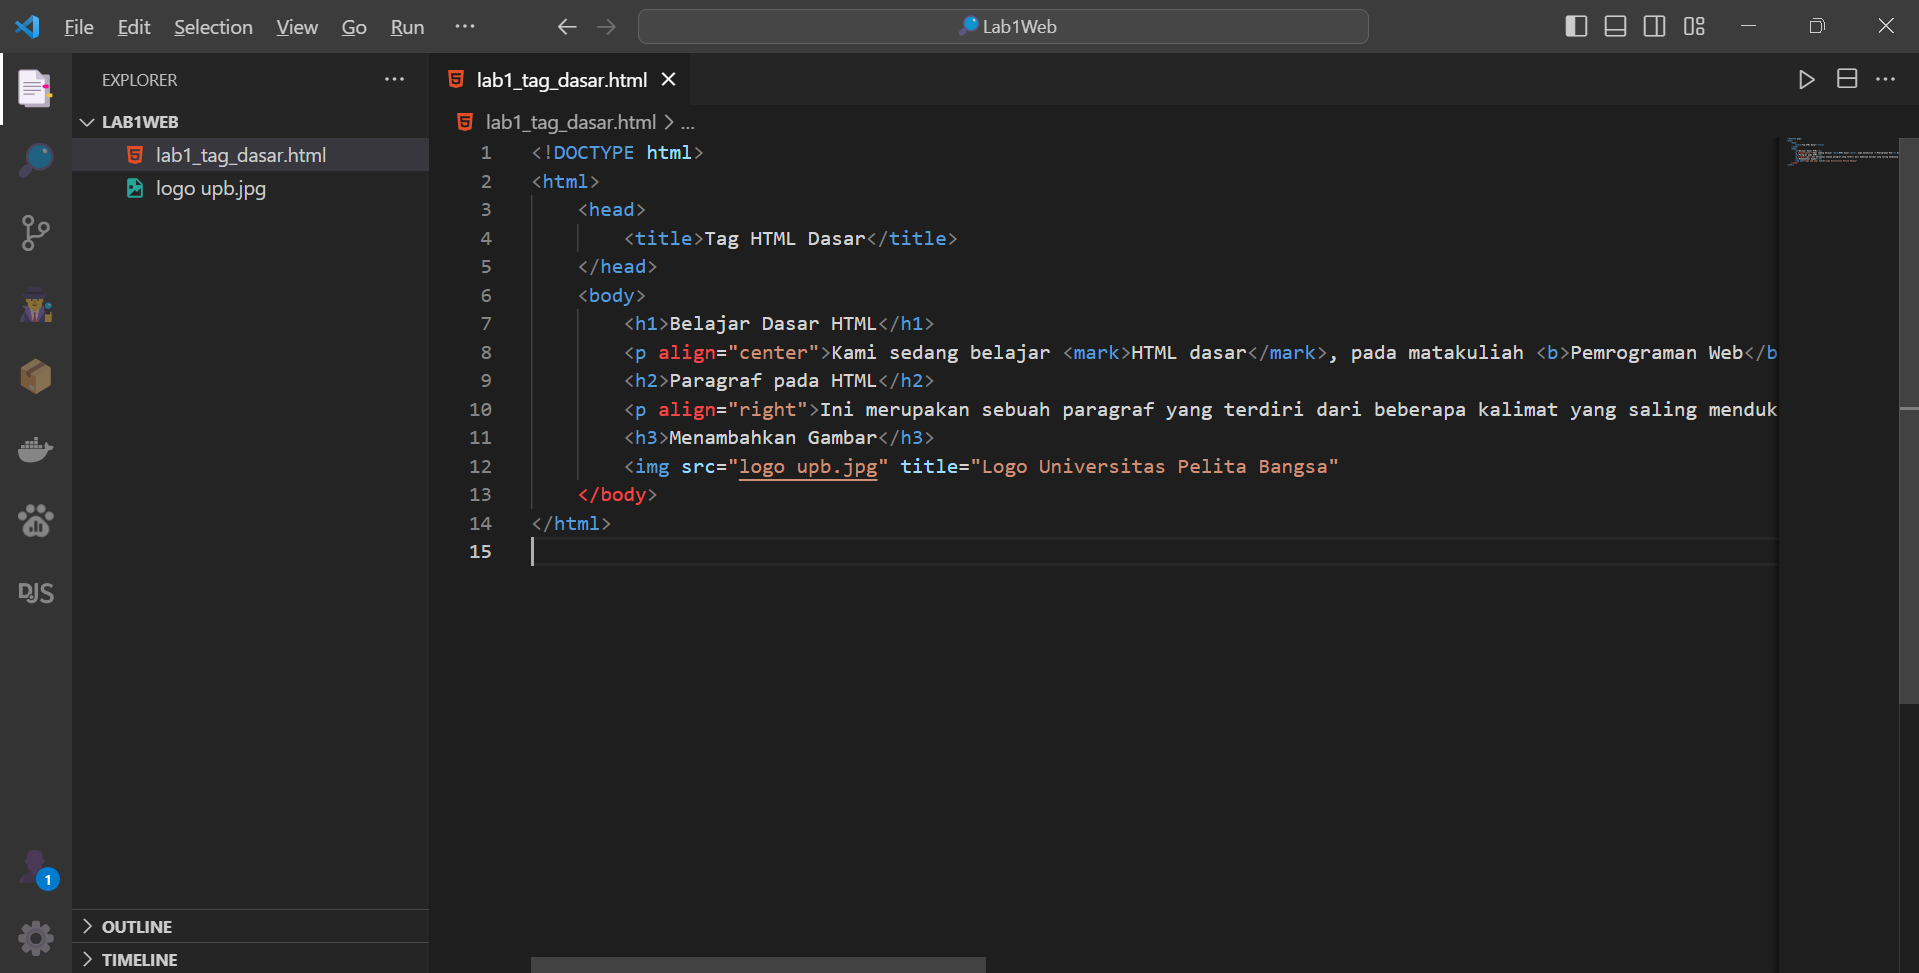 File Edit Selection View Go Run ···
Lab1Web
EXPLORER ···
LAB1WEB
lab1_tag_dasar.html
logo upb.jpg
OUTLINE
TIMELINE
1
DJS
lab1_tag_dasar.html
lab1_tag_dasar.html > ...
1 <!DOCTYPE html>
2 <html>
3 <head>
4 <title>Tag HTML Dasar</title>
5 </head>
6 <body>
7 <h1>Belajar Dasar HTML</h1>
8 <p align="center">Kami sedang belajar <mark>HTML dasar</mark>, pada matakuliah <b>Pemrograman Web</b
9 <h2>Paragraf pada HTML</h2>
10 <p align="right">Ini merupakan sebuah paragraf yang terdiri dari beberapa kalimat yang saling menduk
11 <h3>Menambahkan Gambar</h3>
12 <img src="logo upb.jpg" title="Logo Universitas Pelita Bangsa"
13 </body>
14 </html>
15